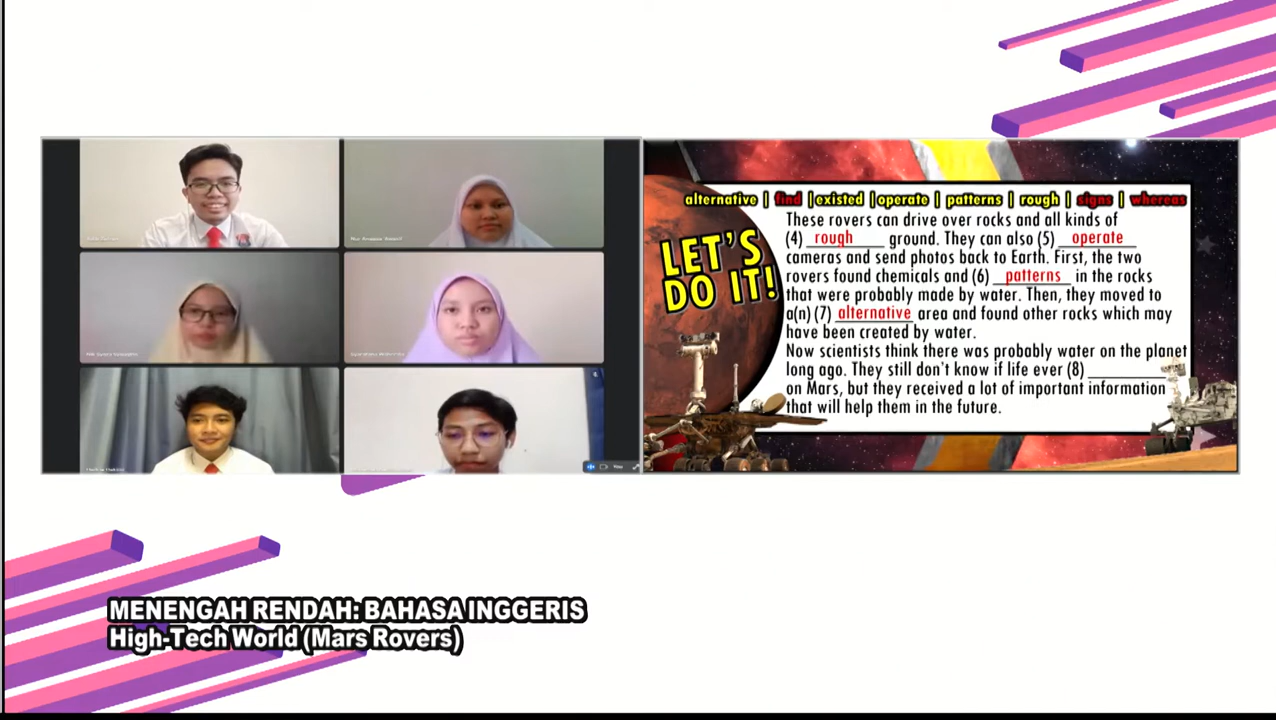 alternative | find | existed | operate | patterns | rough | signs | whereas
LET'S
DO IT!
These rovers can drive over rocks and all kinds of
(4) rough ground. They can also (5) operate
cameras and send photos back to Earth. First, the two
rovers found chemicals and (6) patterns in the rocks
that were probably made by water. Then, they moved to
a(n) (7) alternative area and found other rocks which may
have been created by water.
Now scientists think there was probably water on the planet
long ago. They still don't know if life ever (8) ________
on Mars, but they received a lot of important information
that will help them in the future.
You
MENENGAH RENDAH: BAHASA INGGERIS
High-Tech World (Mars Rovers)